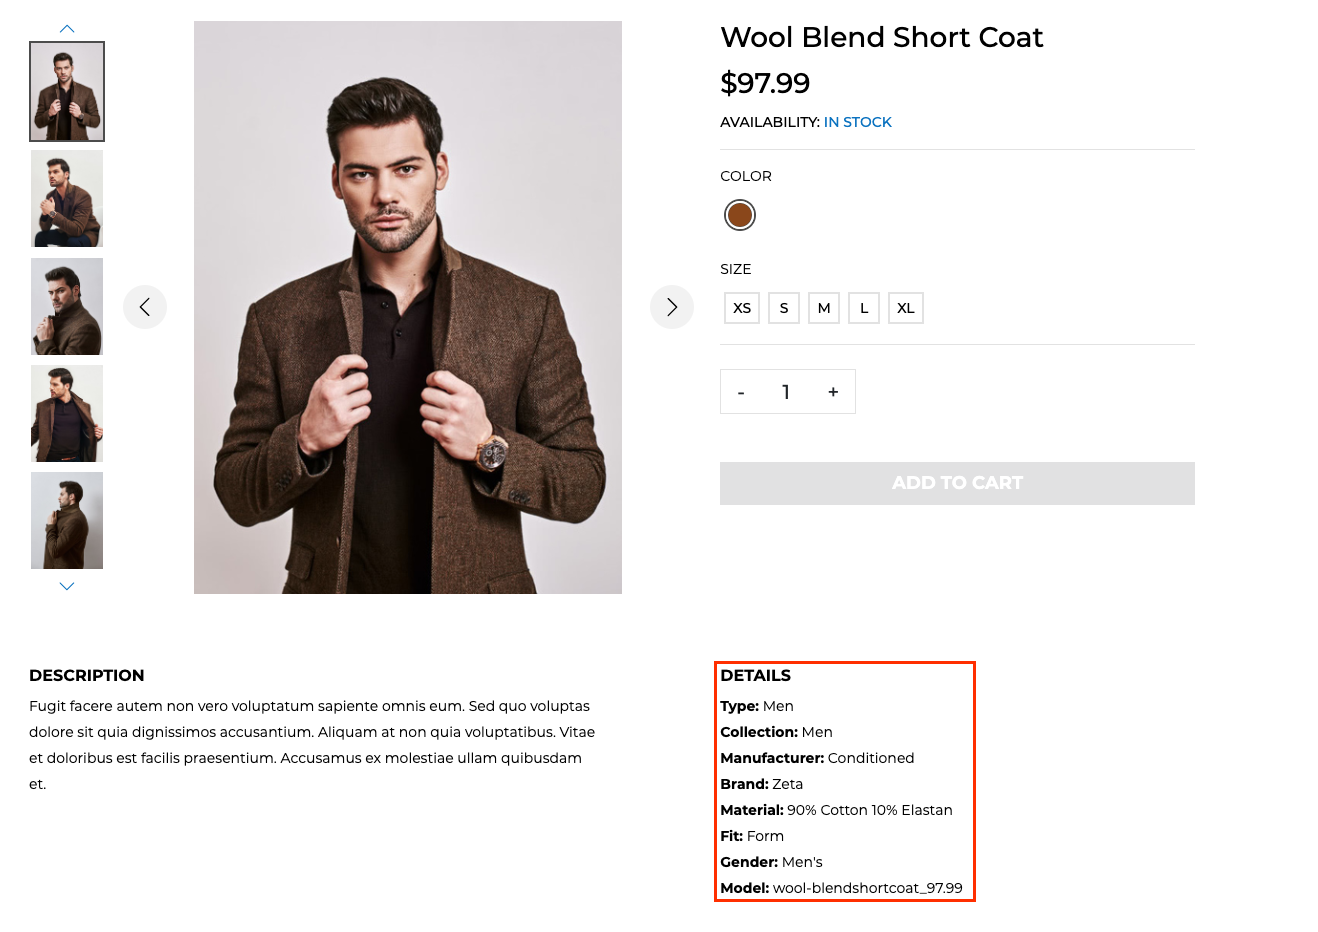 Wool Blend Short Coat
$97.99
AVAILABILITY: IN STOCK
COLOR
SIZE
XS S M L XL
- 1 +
ADD TO CART
DESCRIPTION
Fugit facere autem non vero voluptatum sapiente omnis eum. Sed quo voluptas
dolore sit quia dignissimos accusantium. Aliquam at non quia voluptatibus. Vitae
et doloribus est facilis praesentium. Accusamus ex molestiae ullam quibusdam
et.
DETAILS
Type: Men
Collection: Men
Manufacturer: Conditioned
Brand: Zeta
Material: 90% Cotton 10% Elastan
Fit: Form
Gender: Men's
Model: wool-blendshortcoat_97.99